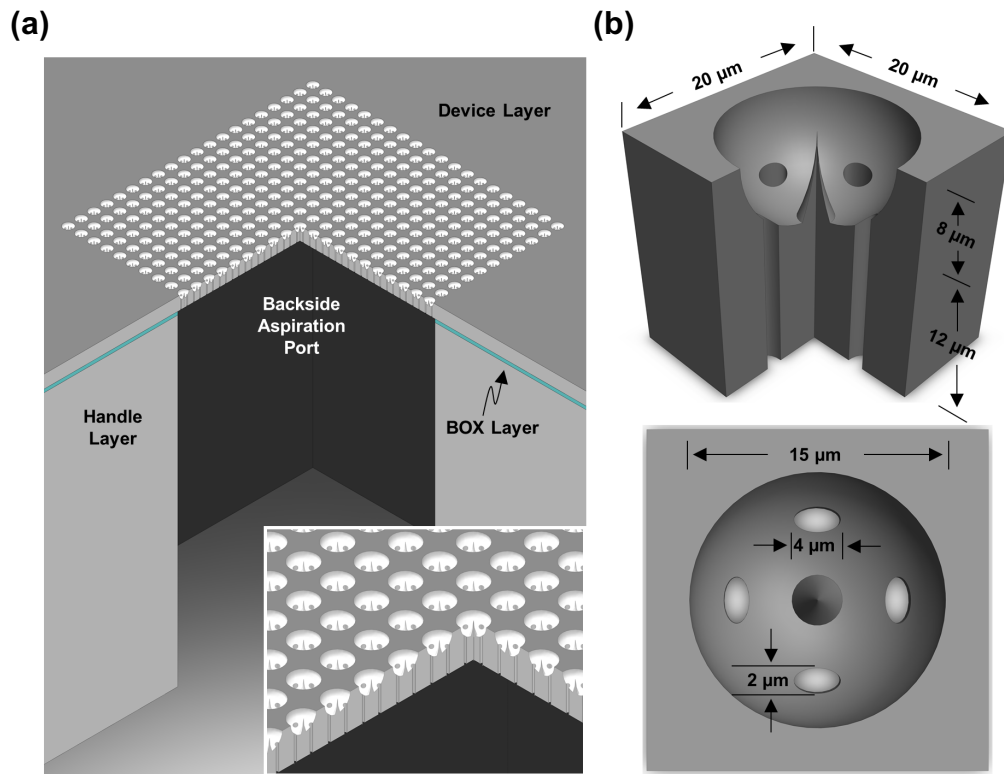 (a)
Device Layer
Backside
Aspiration
Port
Handle
Layer
BOX Layer
(b)
20 µm
20 µm
8 µm
12 µm
15 µm
4 µm
2 µm